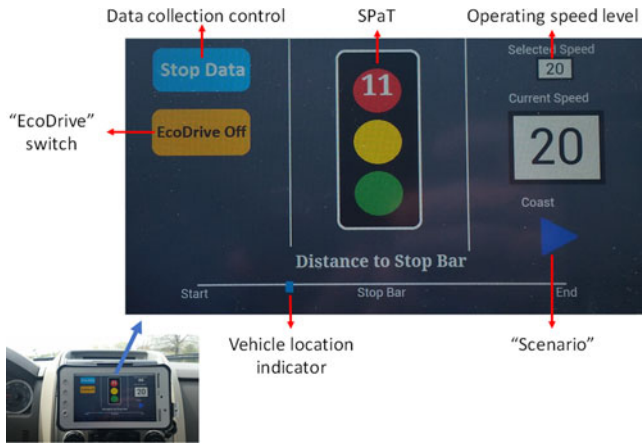 Data collection control
SPaT
Operating speed level
Stop Data
11
Selected Speed
20
Current Speed
"EcoDrive"
switch
EcoDrive Off
20
Coast
Distance to Stop Bar
Start
Stop Bar
End
Vehicle location
indicator
"Scenario"
20